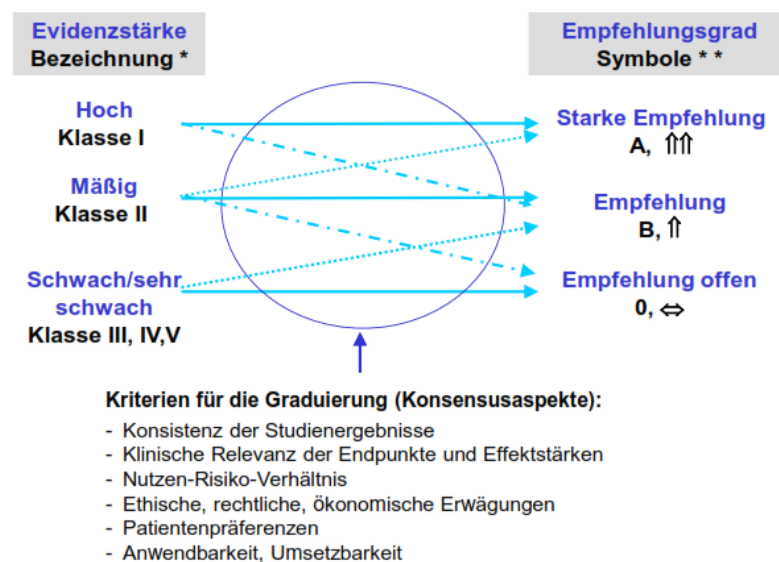 Evidenzstärke
Bezeichnung *
Empfehlungsgrad
Symbole * *
Hoch
Klasse I
Starke Empfehlung
A, ⇑⇑
Mäßig
Klasse II
Empfehlung
B, ⇑
Schwach/sehr
schwach
Klasse III, IV,V
Empfehlung offen
0, ⇔
Kriterien für die Graduierung (Konsensusaspekte):
- Konsistenz der Studienergebnisse
- Klinische Relevanz der Endpunkte und Effektstärken
- Nutzen-Risiko-Verhältnis
- Ethische, rechtliche, ökonomische Erwägungen
- Patientenpräferenzen
- Anwendbarkeit, Umsetzbarkeit